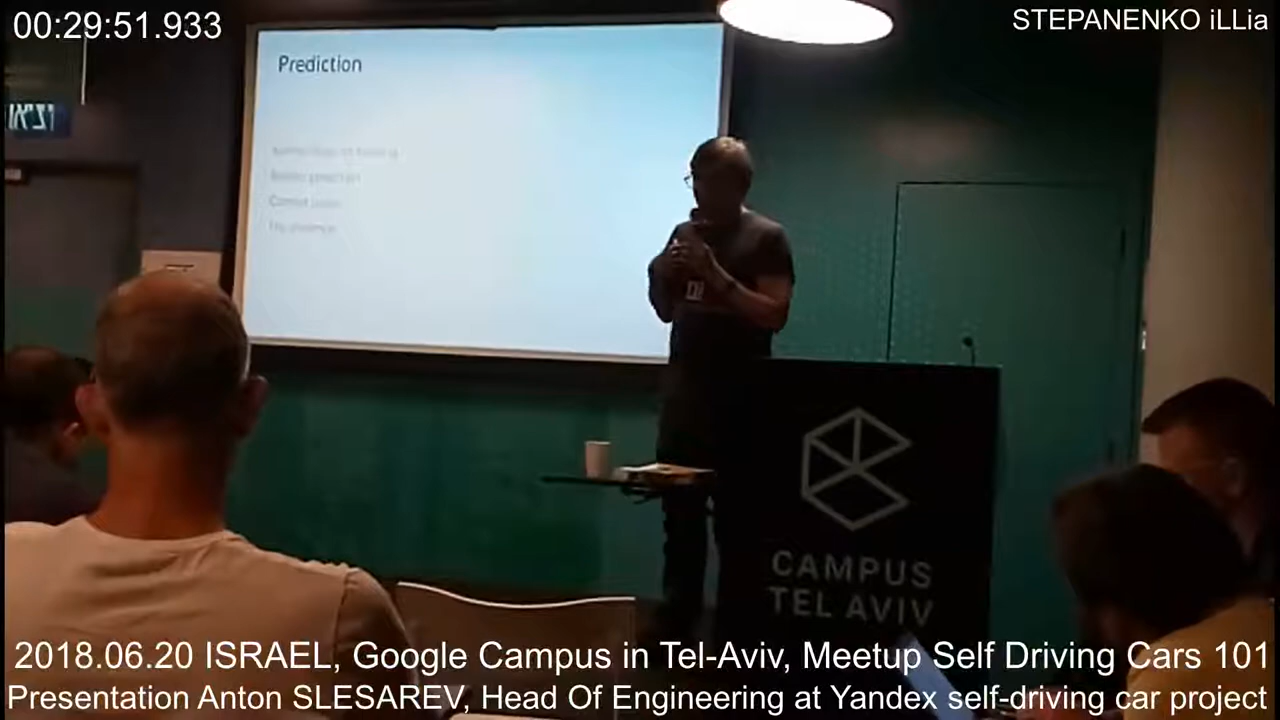 00:29:51.933
STEPANENKO iLLia
Prediction
CAMPUS
TEL AVIV
2018.06.20 ISRAEL, Google Campus in Tel-Aviv, Meetup Self Driving Cars 101
Presentation Anton SLESAREV, Head Of Engineering at Yandex self-driving car project